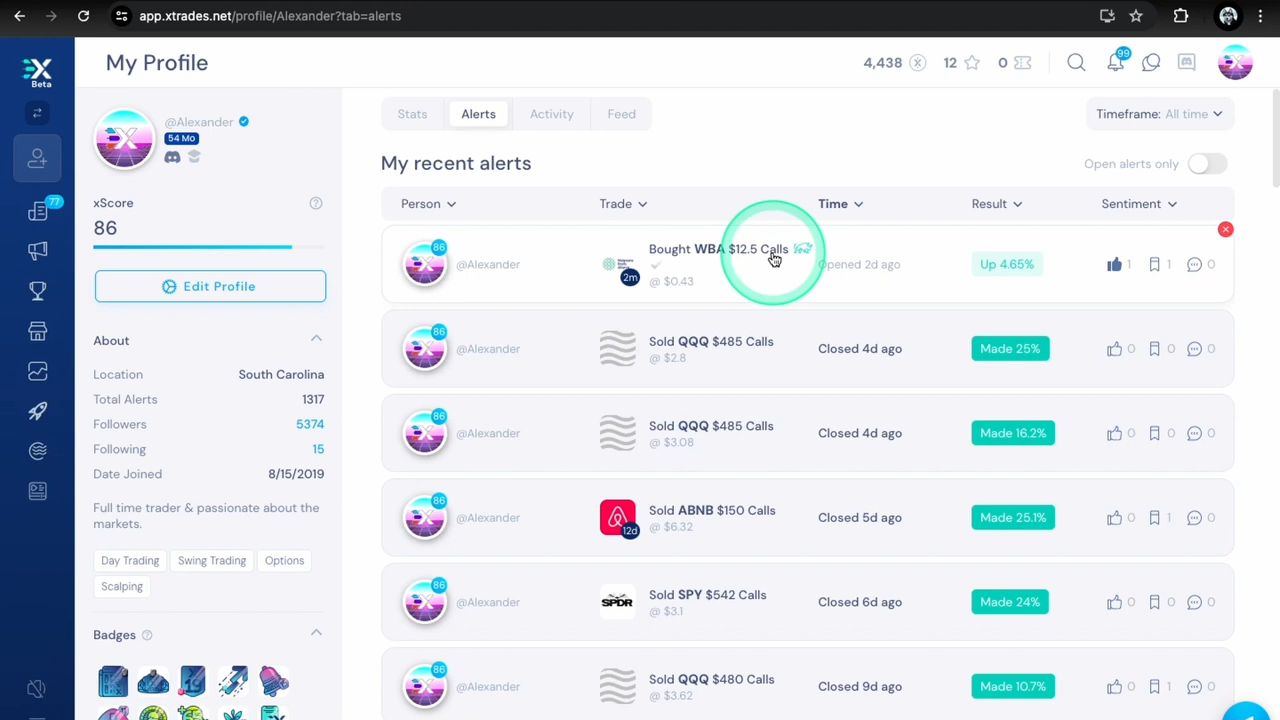 app.xtrades.net/profile/Alexander?tab=alerts
X
Beta
My Profile
4,438
12
0
99
77
@Alexander
54 Mo
xScore
86
Edit Profile
About
Location South Carolina
Total Alerts 1317
Followers 5374
Following 15
Date Joined 8/15/2019
Full time trader & passionate about the
markets.
Day Trading Swing Trading Options
Scalping
Badges
Stats Alerts Activity Feed
Timeframe: All time
My recent alerts
Open alerts only
Person Trade Time Result Sentiment
86 @Alexander
2m
Bought WBA $12.5 Calls
@ $0.43
Opened 2d ago
Up 4.65%
1 1 0
86 @Alexander
Sold QQQ $485 Calls
@ $2.8
Closed 4d ago
Made 25%
0 0 0
86 @Alexander
Sold QQQ $485 Calls
@ $3.08
Closed 4d ago
Made 16.2%
0 0 0
86 @Alexander
12d
Sold ABNB $150 Calls
@ $6.32
Closed 5d ago
Made 25.1%
0 1 0
86 @Alexander
SPDR
Sold SPY $542 Calls
@ $3.1
Closed 6d ago
Made 24%
0 0 0
86 @Alexander
Sold QQQ $480 Calls
@ $3.62
Closed 9d ago
Made 10.7%
0 1 0